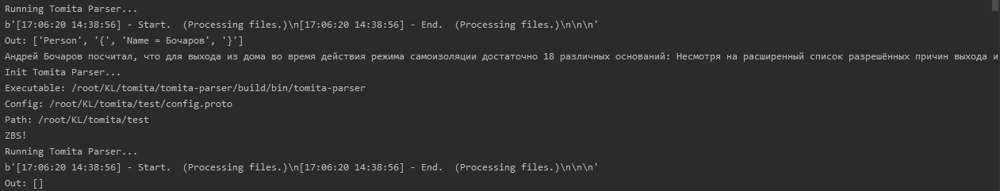 Running Tomita Parser...
b'[17:06:20 14:38:56] - Start.  (Processing files.)\n[17:06:20 14:38:56] - End.  (Processing files.)\n\n\n'
Out: ['Person', '{', 'Name = Бочаров', '}']
Андрей Бочаров посчитал, что для выхода из дома во время действия режима самоизоляции достаточно 18 различных оснований: Несмотря на расширенный список разрешённых причин выхода и
Init Tomita Parser...
Executable: /root/KL/tomita/tomita-parser/build/bin/tomita-parser
Config: /root/KL/tomita/test/config.proto
Path: /root/KL/tomita/test
ZBS!
Running Tomita Parser...
b'[17:06:20 14:38:56] - Start.  (Processing files.)\n[17:06:20 14:38:56] - End.  (Processing files.)\n\n\n'
Out: []